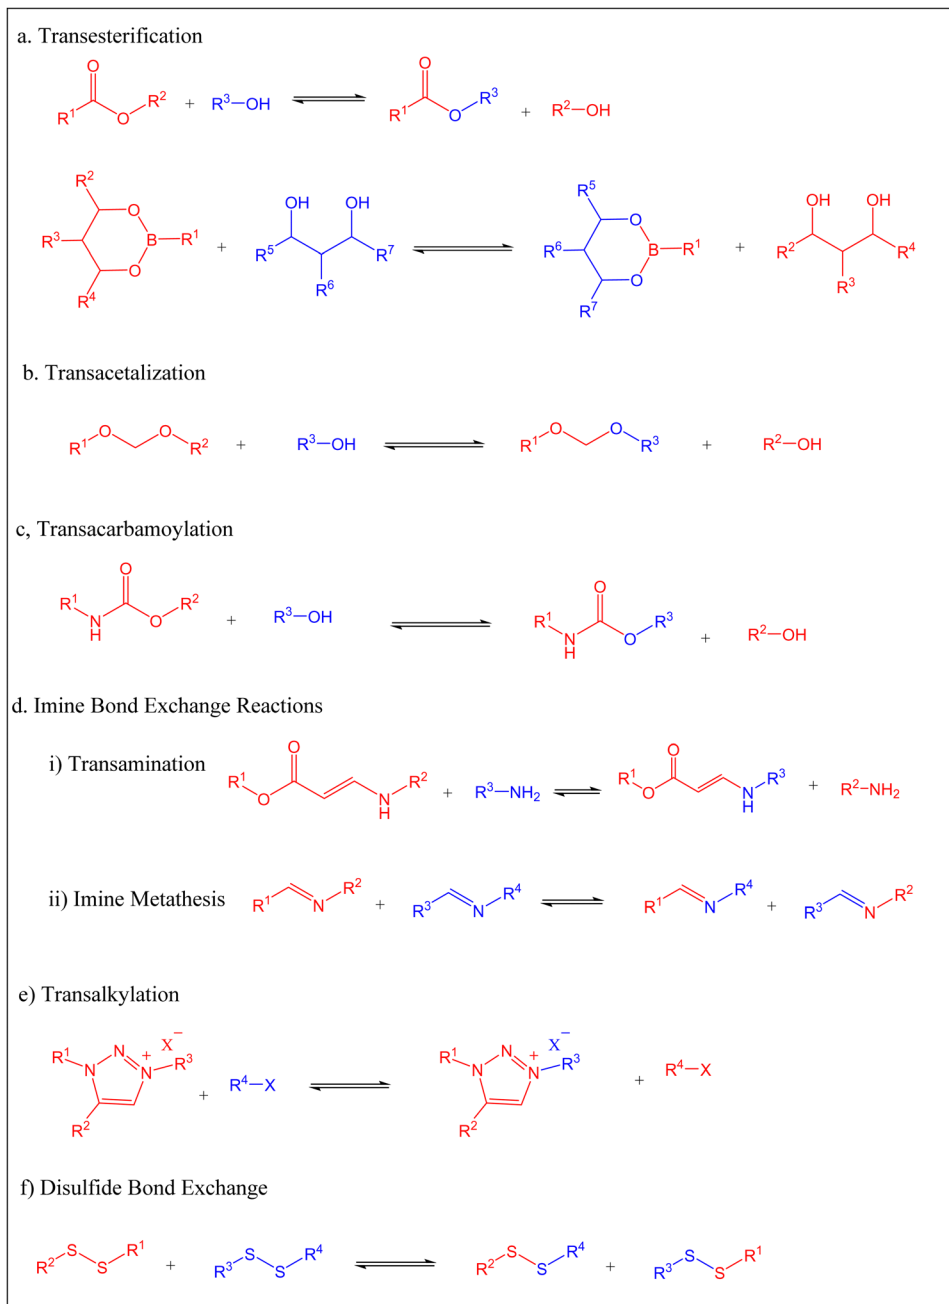 a. Transesterification
O
R¹ O R² + R³—OH O R¹ O R³ + R²—OH
R² O R³ B—R¹ O R⁴ + OH OH R⁵ R⁷ R⁶ R⁵ O R⁶ B—R¹ O R⁷ + OH OH R² R⁴ R³
b. Transacetalization
R¹ O O R² + R³—OH R¹ O O R³ + R²—OH
c, Transacarbamoylation
O R¹ N H O R² + R³—OH O R¹ N H O R³ + R²—OH
d. Imine Bond Exchange Reactions
i) Transamination
R¹ O O N H R² + R³—NH₂ R¹ O O N H R³ + R²—NH₂
ii) Imine Metathesis
R¹ N R² + R³ N R⁴ R¹ N R⁴ + R³ N R²
e) Transalkylation
R¹ N N N + X− R³ R² + R⁴—X R¹ N N N + X− R³ R² + R⁴—X
f) Disulfide Bond Exchange
R² S S R¹ + R³ S S R⁴ R² S S R⁴ + R³ S S R¹